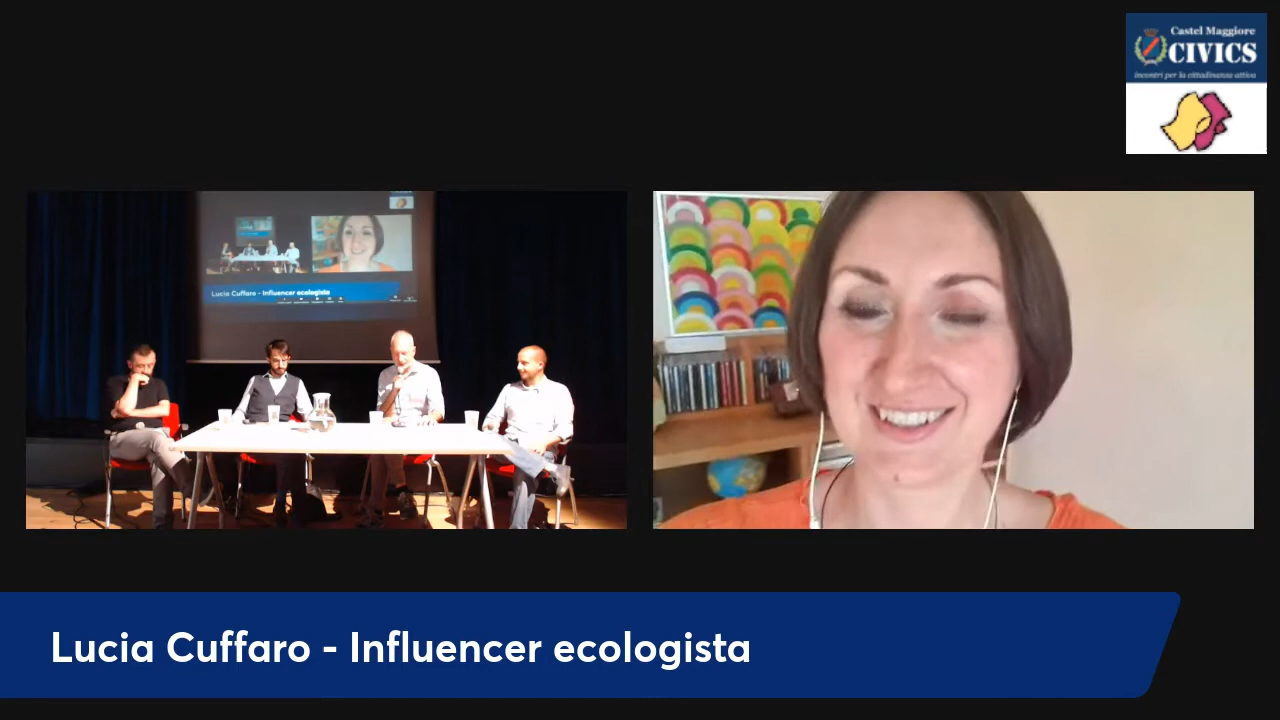 Castel Maggiore
CIVICS
incontri per la cittadinanza attiva
Lucia Cuffaro - Influencer ecologista
Lucia Cuffaro - Influencer ecologista